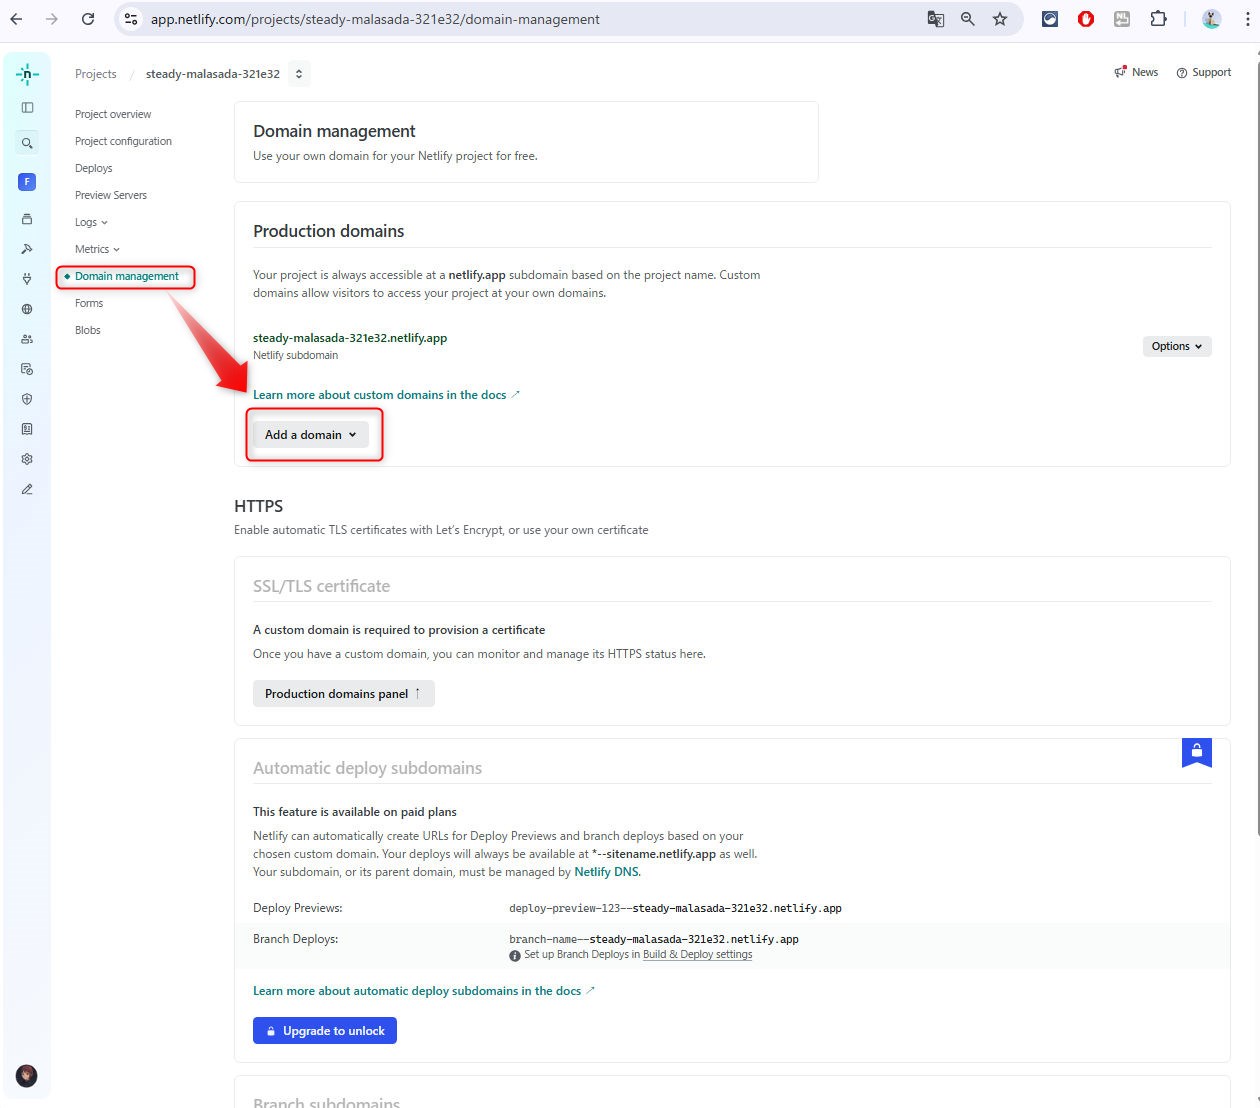 app.netlify.com/projects/steady-malasada-321e32/domain-management
Projects / steady-malasada-321e32
News
Support
F
Project overview
Project configuration
Deploys
Preview Servers
Logs
Metrics
Domain management
Forms
Blobs
Domain management
Use your own domain for your Netlify project for free.
Production domains
Your project is always accessible at a netlify.app subdomain based on the project name. Custom
domains allow visitors to access your project at your own domains.
steady-malasada-321e32.netlify.app
Netlify subdomain
Options
Learn more about custom domains in the docs
Add a domain
HTTPS
Enable automatic TLS certificates with Let's Encrypt, or use your own certificate
SSL/TLS certificate
A custom domain is required to provision a certificate
Once you have a custom domain, you can monitor and manage its HTTPS status here.
Production domains panel ↑
Automatic deploy subdomains
This feature is available on paid plans
Netlify can automatically create URLs for Deploy Previews and branch deploys based on your
chosen custom domain. Your deploys will always be available at *--sitename.netlify.app as well.
Your subdomain, or its parent domain, must be managed by Netlify DNS.
Deploy Previews: deploy-preview-123--steady-malasada-321e32.netlify.app
Branch Deploys: branch-name--steady-malasada-321e32.netlify.app
Set up Branch Deploys in Build & Deploy settings
Learn more about automatic deploy subdomains in the docs
Upgrade to unlock
Branch subdomains